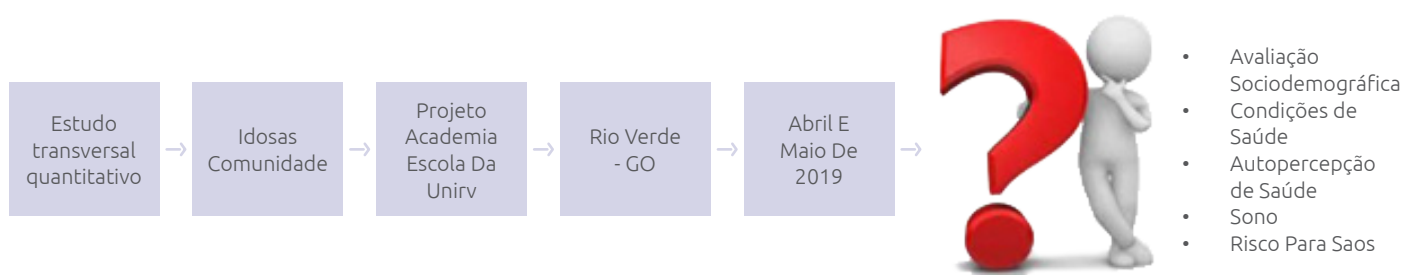 Estudo
transversal
quantitativo
→
Idosas
Comunidade
→
Projeto
Academia
Escola Da
Unirv
→
Rio Verde
- GO
→
Abril E
Maio De
2019
→
?
• Avaliação
Sociodemográfica
• Condições de
Saúde
• Autopercepção
de Saúde
• Sono
• Risco Para Saos